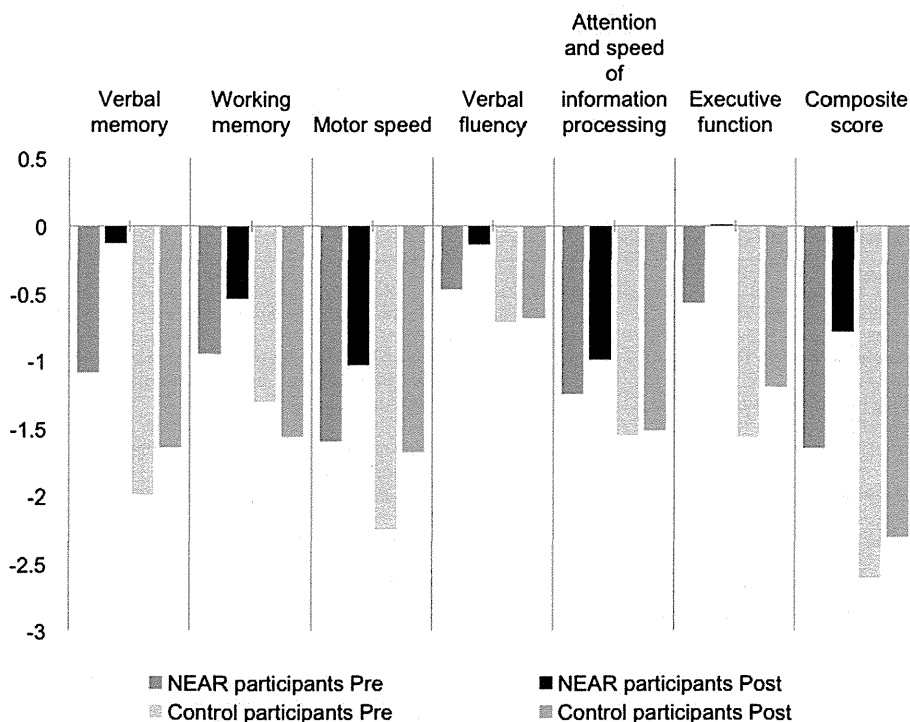 Verbal
memory
Working
memory
Motor speed
Verbal
fluency
Attention
and speed
of
information
processing
Executive
function
Composite
score
0.5
0
-0.5
-1
-1.5
-2
-2.5
-3
NEAR participants Pre
NEAR participants Post
Control participants Pre
Control participants Post